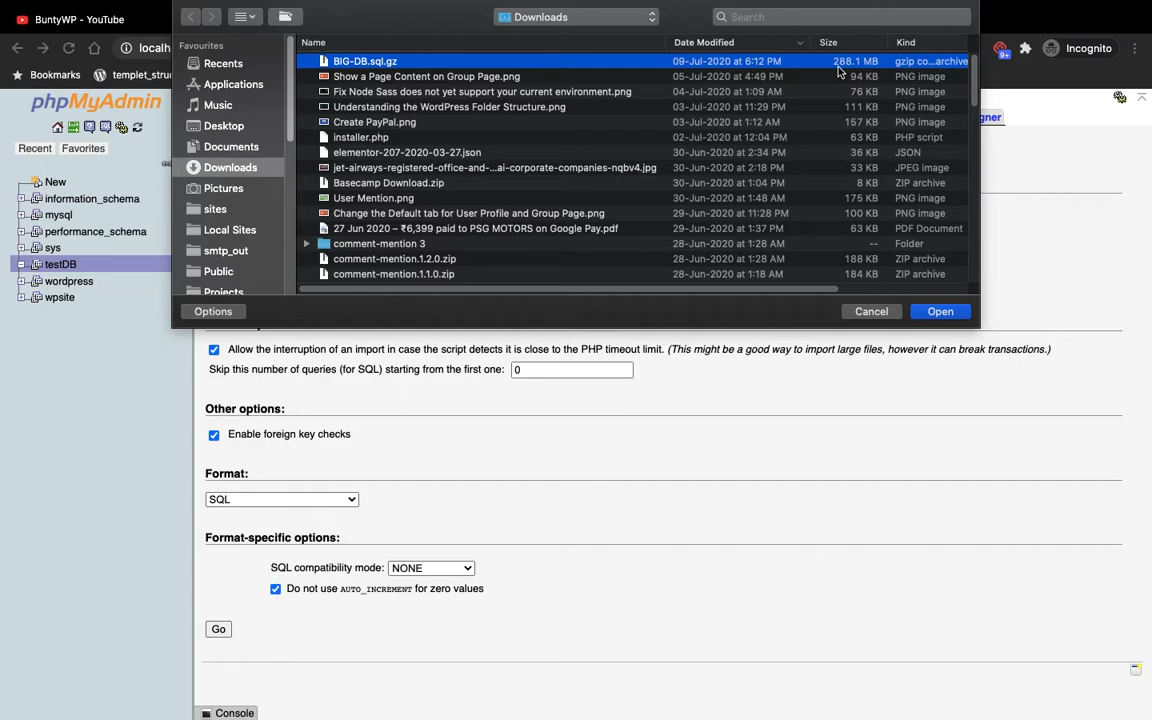 BuntyWP - YouTube
Downloads
Search
localh
9+
Incognito
Bookmarks
templet_stru
phpMyAdmin
Recent
Favorites
New
information_schema
mysql
performance_schema
sys
testDB
wordpress
wpsite
Favourites
Recents
Applications
Music
Desktop
Documents
Downloads
Pictures
sites
Local Sites
smtp_out
Public
Projects
Name Date Modified Size Kind
BIG-DB.sql.gz 09-Jul-2020 at 6:12 PM 288.1 MB gzip co...archive
Show a Page Content on Group Page.png 05-Jul-2020 at 4:49 PM 94 KB PNG image
Fix Node Sass does not yet support your current environment.png 04-Jul-2020 at 1:09 AM 76 KB PNG image
Understanding the WordPress Folder Structure.png 03-Jul-2020 at 11:29 PM 111 KB PNG image
Create PayPal.png 03-Jul-2020 at 1:12 AM 157 KB PNG image
installer.php 02-Jul-2020 at 12:04 PM 63 KB PHP script
elementor-207-2020-03-27.json 30-Jun-2020 at 2:34 PM 36 KB JSON
jet-airways-registered-office-and-...ai-corporate-companies-nqbv4.jpg 30-Jun-2020 at 2:18 PM 33 KB JPEG image
Basecamp Download.zip 30-Jun-2020 at 1:04 PM 8 KB ZIP archive
User Mention.png 30-Jun-2020 at 1:48 AM 175 KB PNG image
Change the Default tab for User Profile and Group Page.png 29-Jun-2020 at 11:28 PM 100 KB PNG image
27 Jun 2020 – ₹6,399 paid to PSG MOTORS on Google Pay.pdf 29-Jun-2020 at 1:37 PM 63 KB PDF Document
comment-mention 3 28-Jun-2020 at 1:28 AM -- Folder
comment-mention.1.2.0.zip 28-Jun-2020 at 1:28 AM 188 KB ZIP archive
comment-mention.1.1.0.zip 28-Jun-2020 at 1:18 AM 184 KB ZIP archive
Options
Cancel
Open
gner
Allow the interruption of an import in case the script detects it is close to the PHP timeout limit. (This might be a good way to import large files, however it can break transactions.)
Skip this number of queries (for SQL) starting from the first one: 0
Other options:
Enable foreign key checks
Format:
SQL
Format-specific options:
SQL compatibility mode: NONE
Do not use AUTO_INCREMENT for zero values
Go
Console